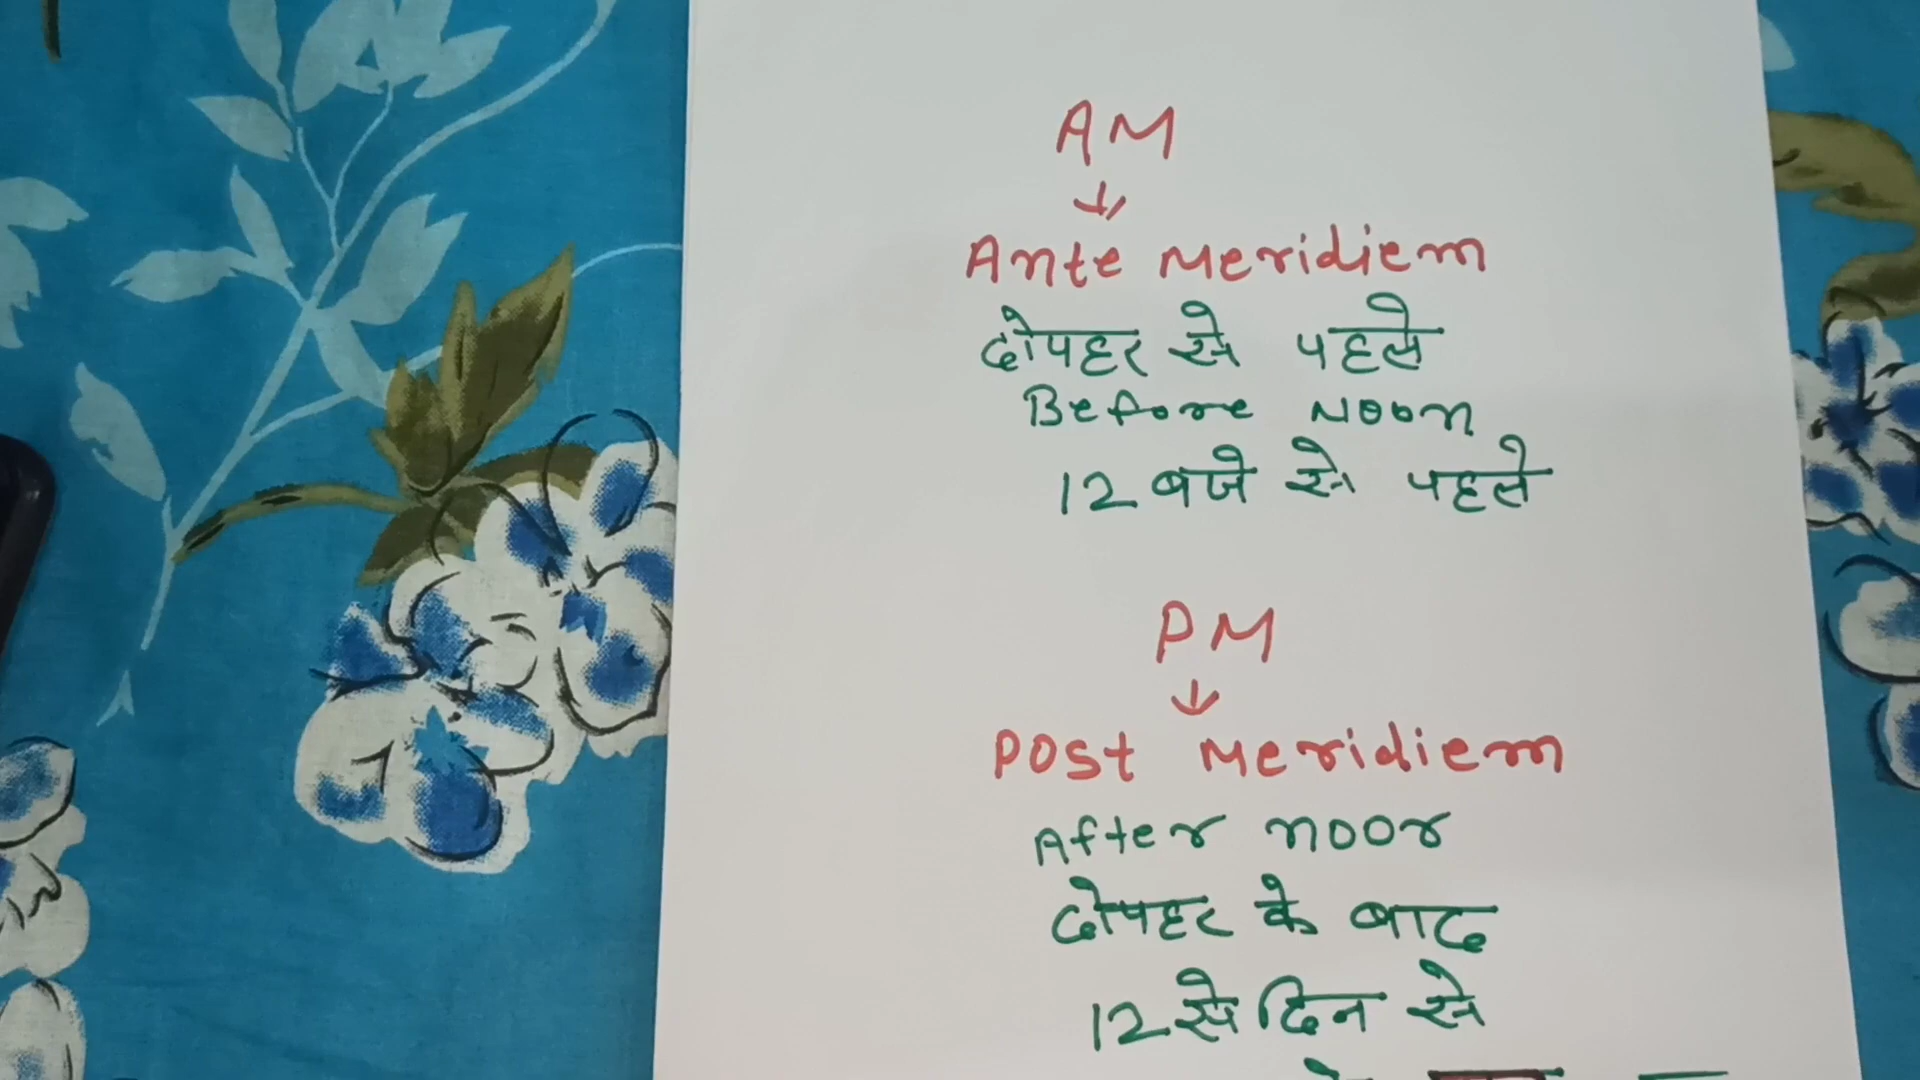 AM
↓
Ante Meridiem
दोपहर से पहले
Before Noon
12 बजे से पहले
PM
↓
Post Meridiem
After noor
दोपहर के बाद
12 से दिन से